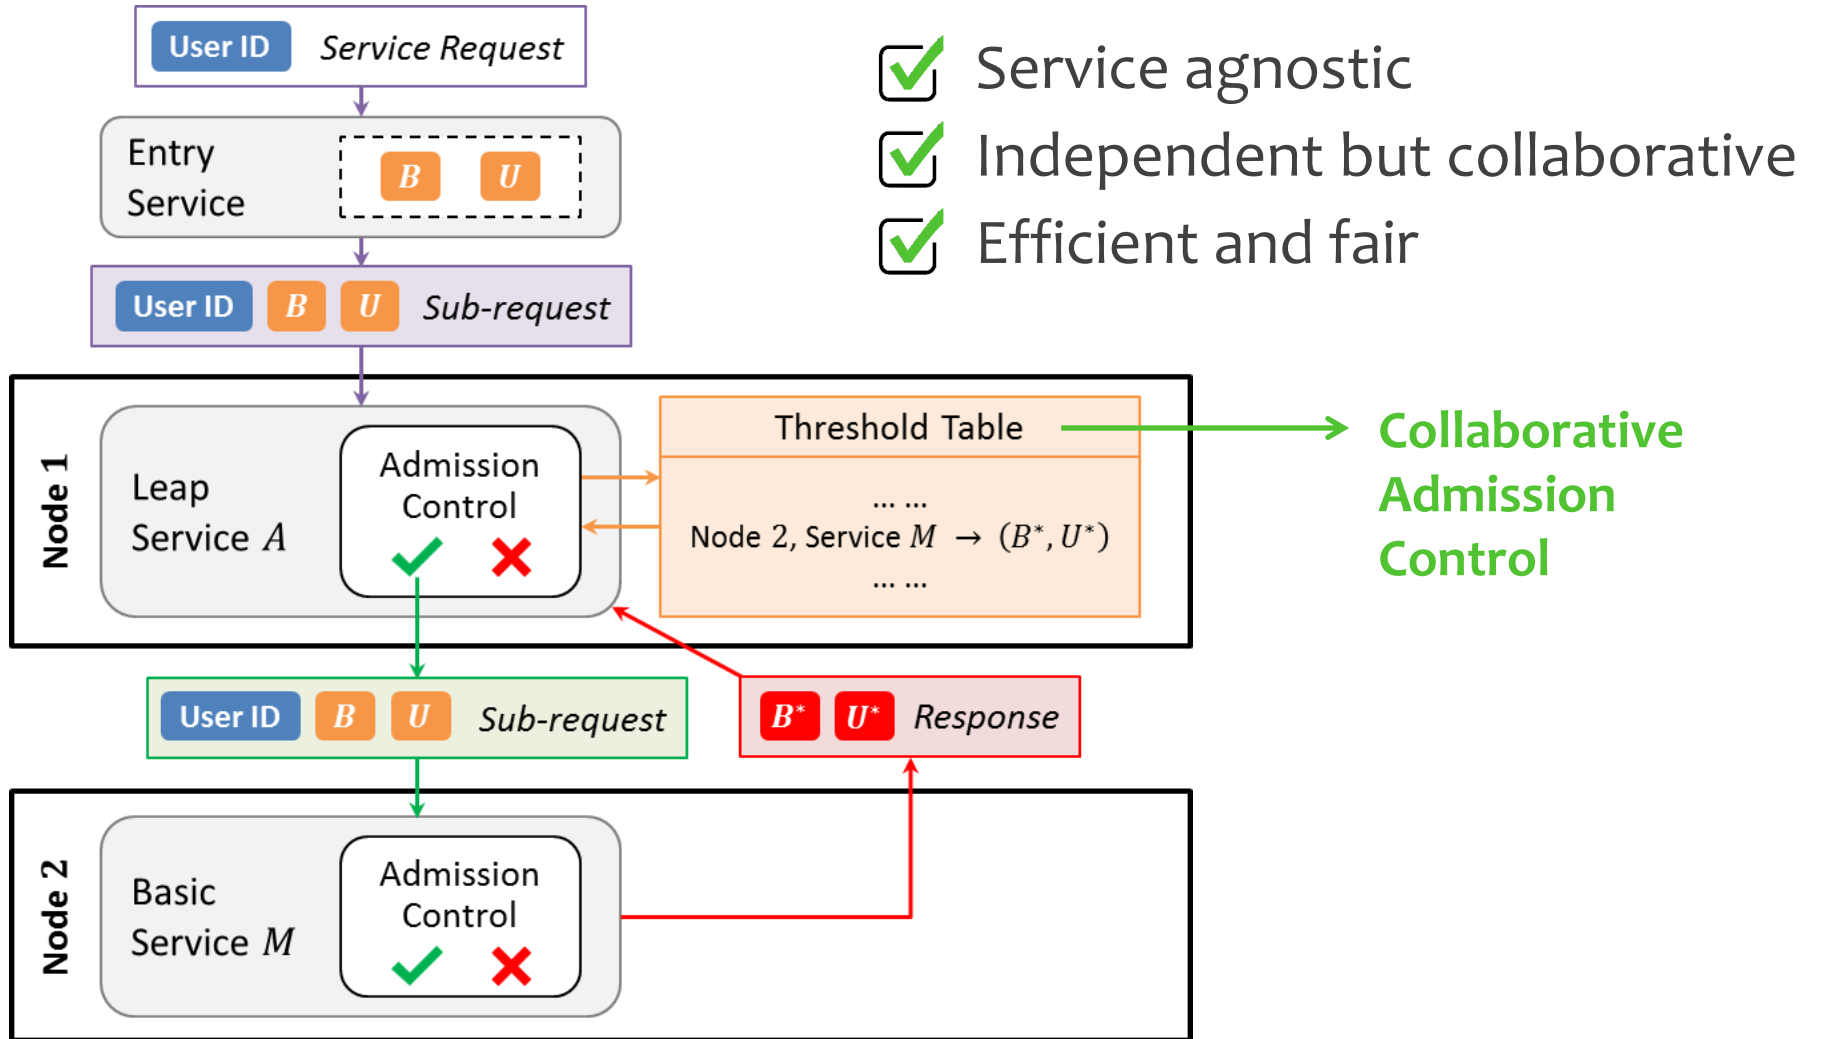 User ID Service Request
Entry
Service
B U
User ID B U Sub-request
Service agnostic
Independent but collaborative
Efficient and fair
Node 1
Leap
Service A
Admission
Control
Threshold Table
... ...
Node 2, Service M → (B*, U*)
... ...
Collaborative
Admission
Control
User ID B U Sub-request
B* U* Response
Node 2
Basic
Service M
Admission
Control